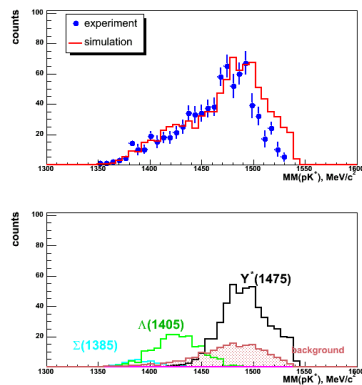 counts
100
80
60
40
20
0
experiment
simulation
1300 1350 1400 1450 1500 1550 1600
MM(pK⁺), MeV/c²
counts
100
80
60
40
20
0
Y*(1475)
Λ(1405)
Σ(1385)
background
1300 1350 1400 1450 1500 1550 1600
MM(pK⁺), MeV/c²